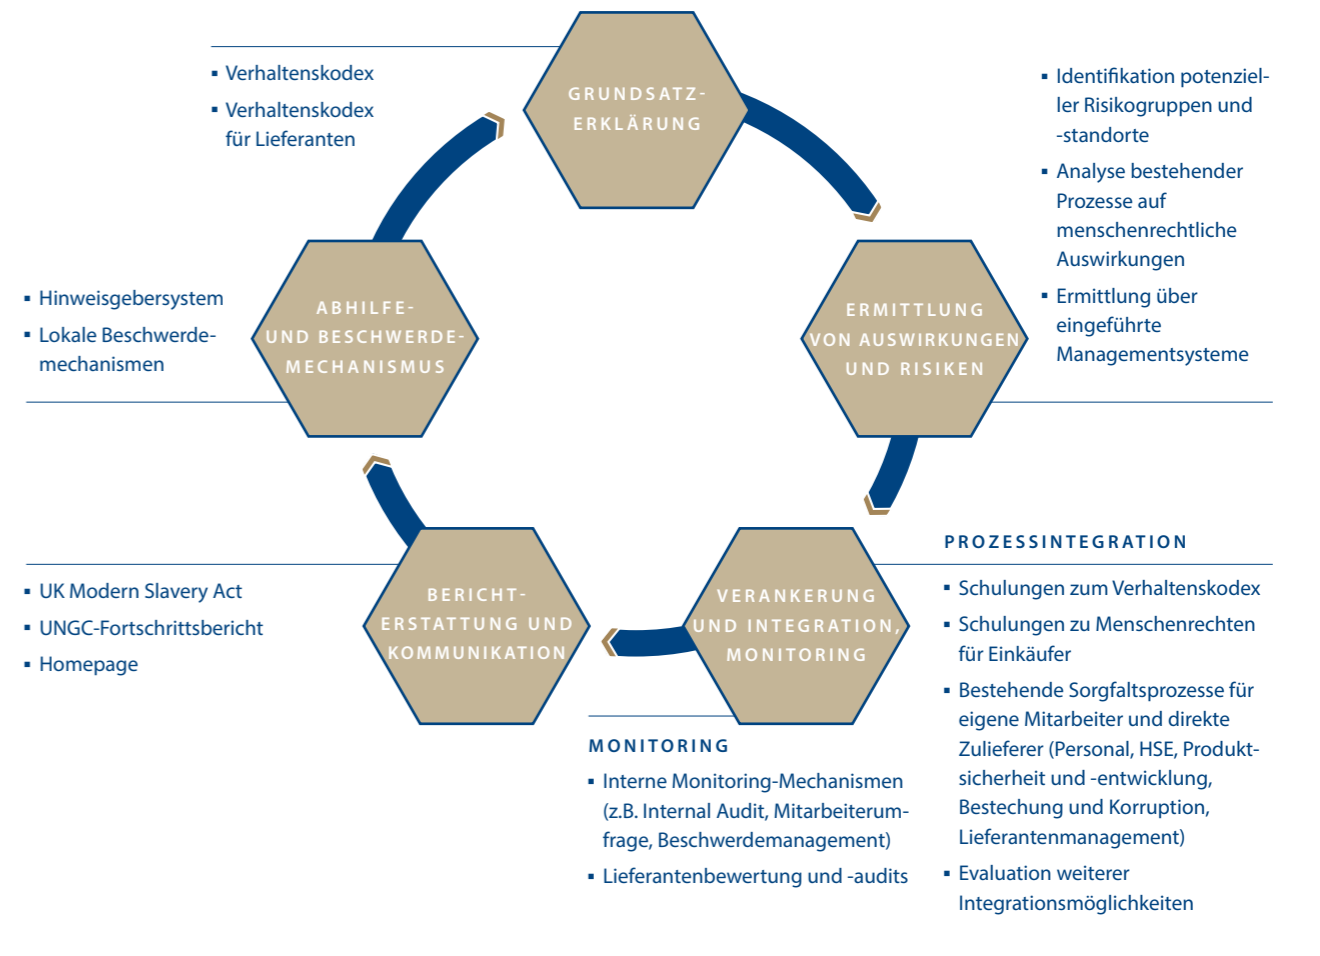 GRUNDSATZ-
ERKLÄRUNG
▪ Verhaltenskodex
▪ Verhaltenskodex
für Lieferanten
▪ Identifikation potenziel-
ler Risikogruppen und
-standorte
▪ Analyse bestehender
Prozesse auf
menschenrechtliche
Auswirkungen
▪ Ermittlung über
eingeführte
Managementsysteme
ERMITTLUNG
VON AUSWIRKUNGEN
UND RISIKEN
▪ Hinweisgebersystem
▪ Lokale Beschwerde-
mechanismen
ABHILFE-
UND BESCHWERDE-
MECHANISMUS
PROZESSINTEGRATION
▪ Schulungen zum Verhaltenskodex
▪ Schulungen zu Menschenrechten
für Einkäufer
▪ Bestehende Sorgfaltsprozesse für
eigene Mitarbeiter und direkte
Zulieferer (Personal, HSE, Produkt-
sicherheit und -entwicklung,
Bestechung und Korruption,
Lieferantenmanagement)
▪ Evaluation weiterer
Integrationsmöglichkeiten
VERANKERUNG
UND INTEGRATION,
MONITORING
MONITORING
▪ Interne Monitoring-Mechanismen
(z.B. Internal Audit, Mitarbeiterum-
frage, Beschwerdemanagement)
▪ Lieferantenbewertung und -audits
BERICHT-
ERSTATTUNG UND
KOMMUNIKATION
▪ UK Modern Slavery Act
▪ UNGC-Fortschrittsbericht
▪ Homepage